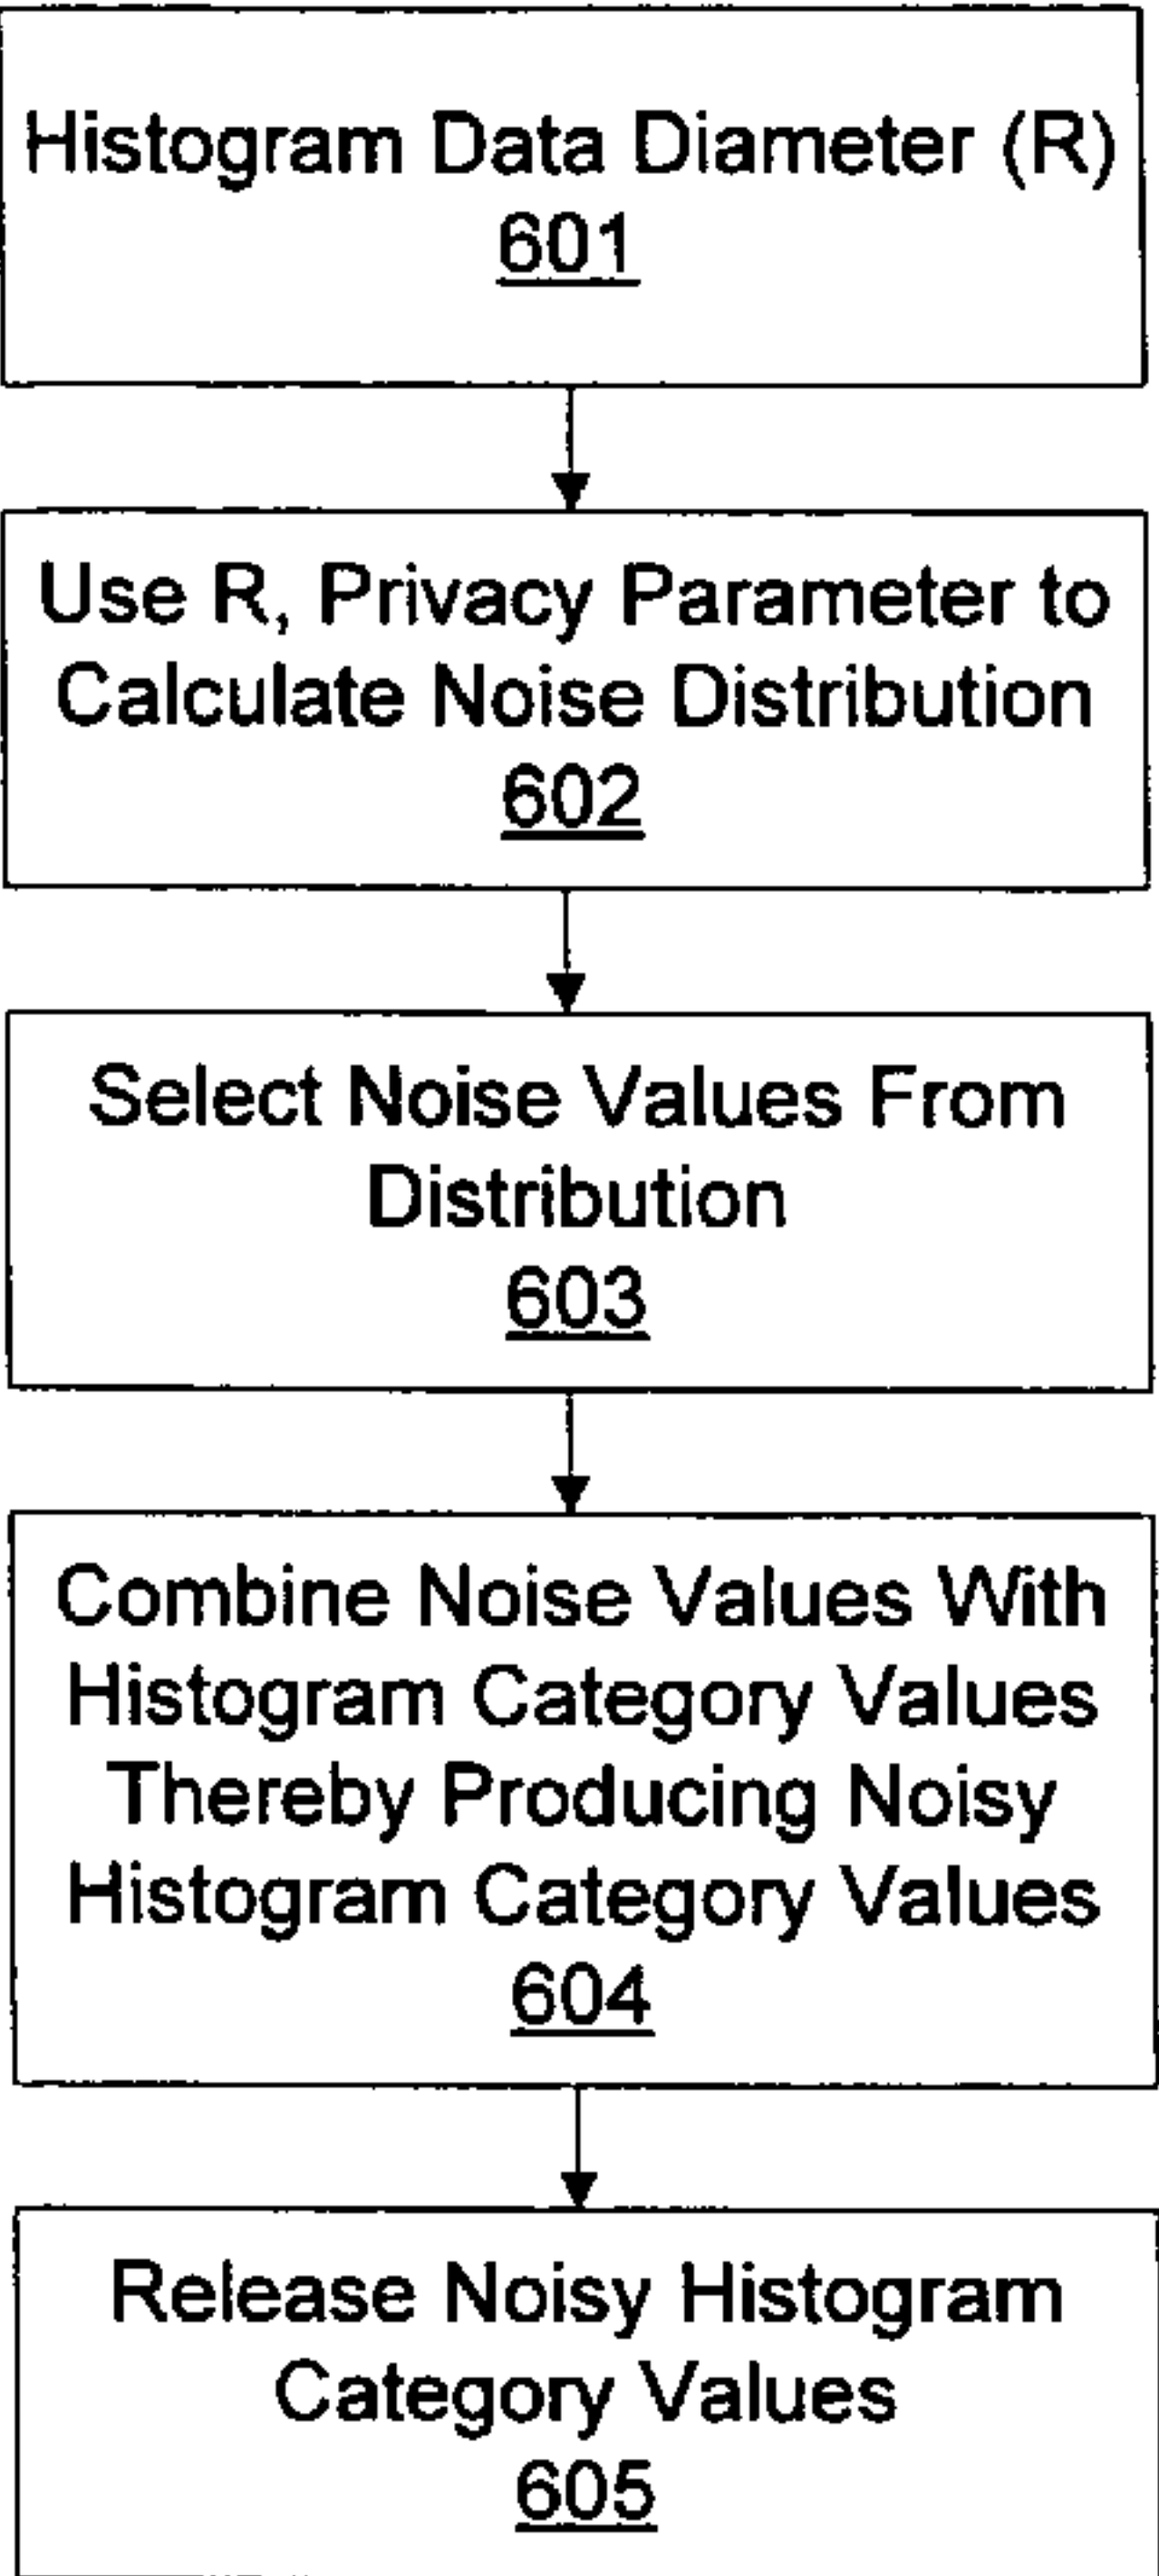 Histogram Data Diameter (R)
601
Use R, Privacy Parameter to
Calculate Noise Distribution
602
Select Noise Values From
Distribution
603
Combine Noise Values With
Histogram Category Values
Thereby Producing Noisy
Histogram Category Values
604
Release Noisy Histogram
Category Values
605